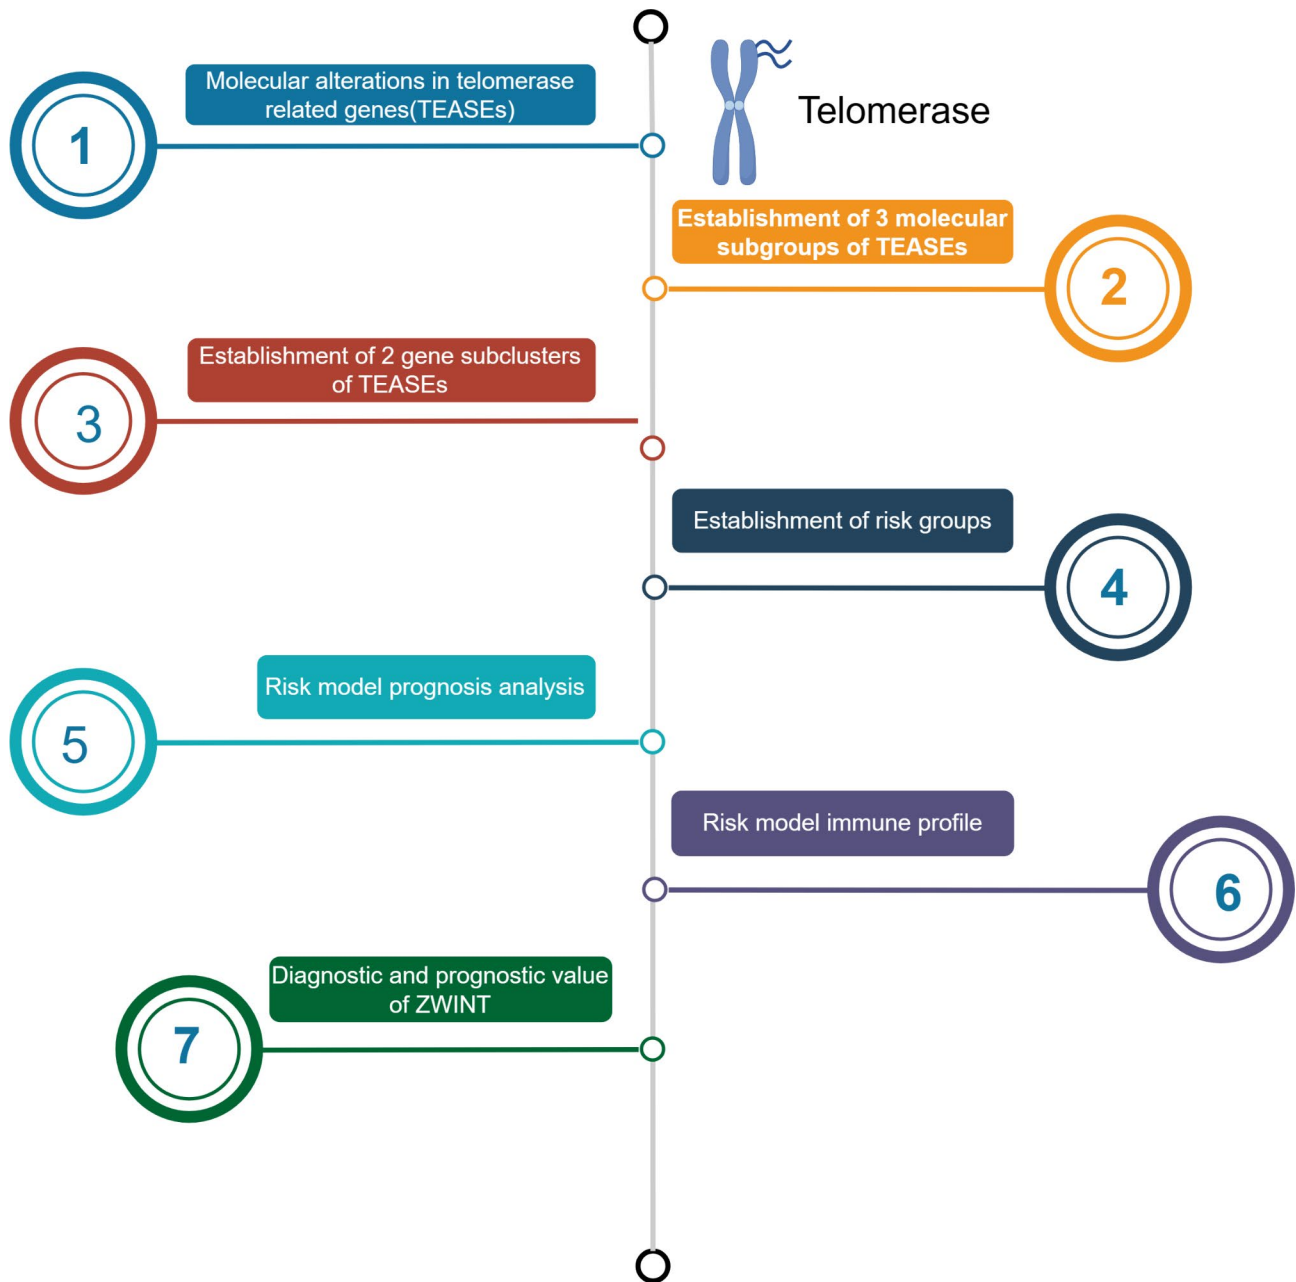 1
Molecular alterations in telomerase
related genes(TEASEs)
Telomerase
Establishment of 3 molecular
subgroups of TEASEs
2
3
Establishment of 2 gene subclusters
of TEASEs
Establishment of risk groups
4
5
Risk model prognosis analysis
Risk model immune profile
6
7
Diagnostic and prognostic value
of ZWINT